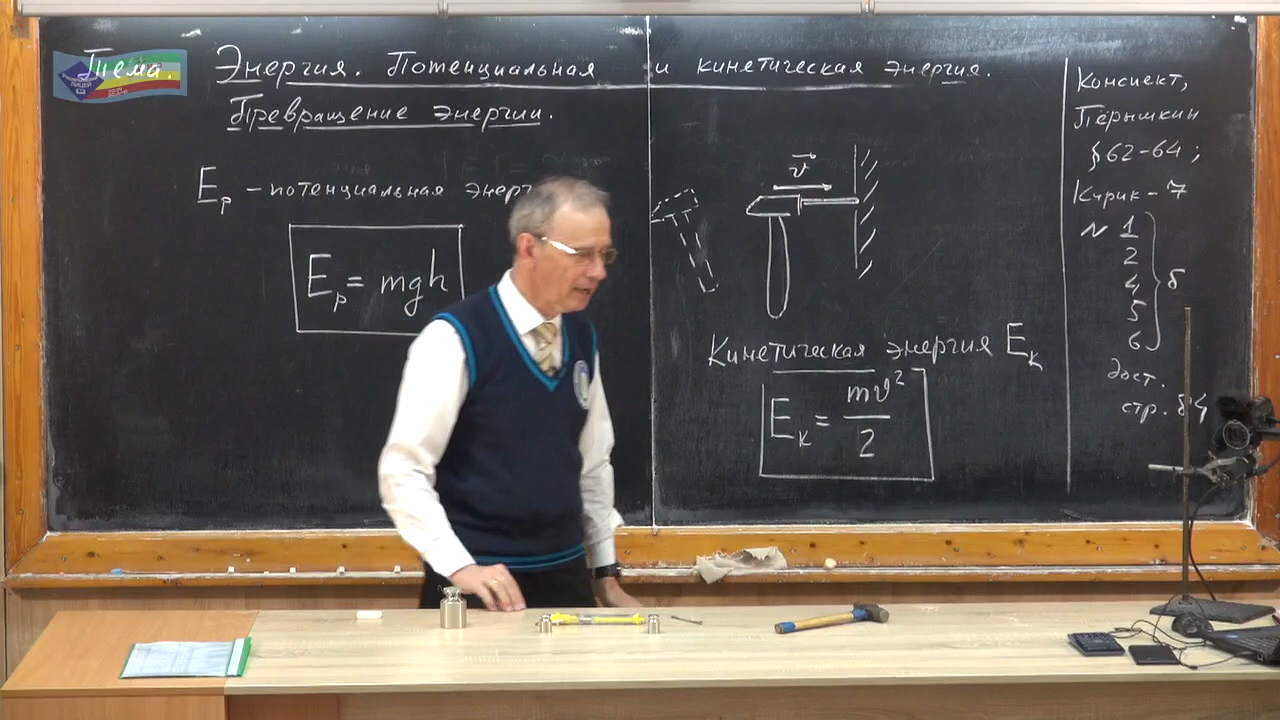 Тема. Энергия. Потенциальная и кинетическая энергия.
Превращение энергии.
Eр - потенциальная энерг
Eр = mgh
v
Кинетическая энергия Eк
Eк = mv²/2
Конспект,
Пёрышкин
§ 62-64;
Кирик - 7
№ 1
2
4
5
6
} б
дост.
стр. 84